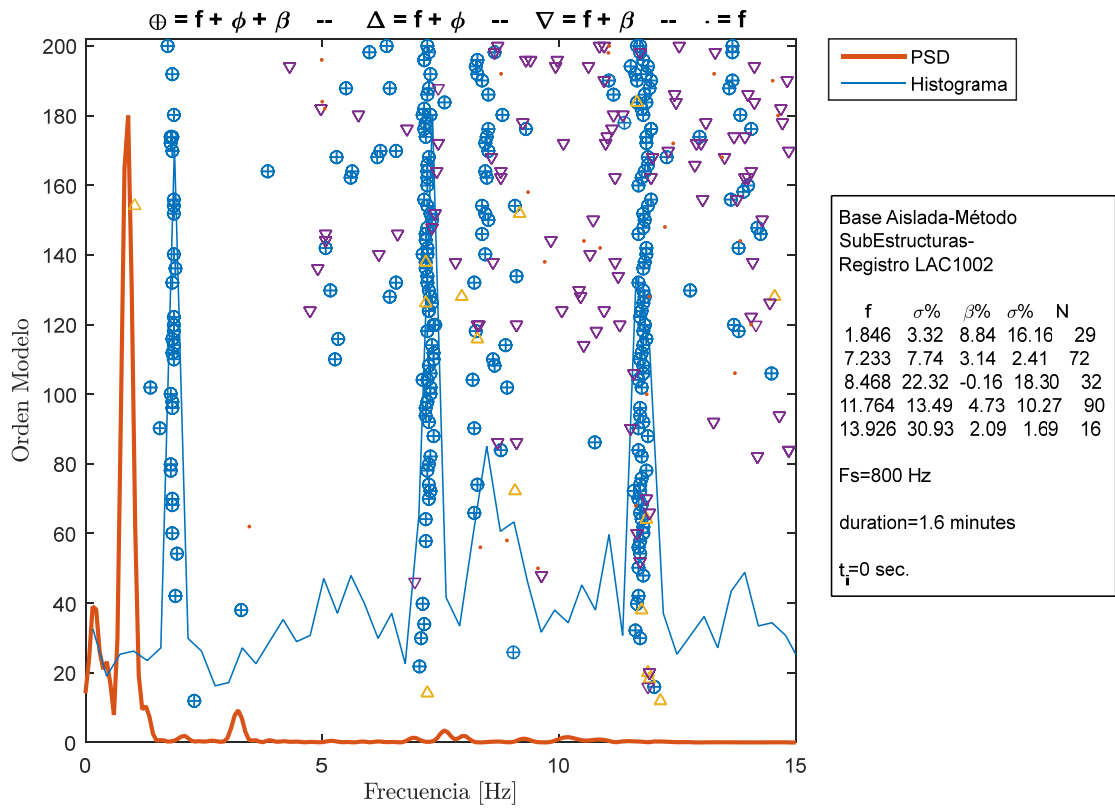 ⊕ = f + ϕ + β -- Δ = f + ϕ -- ∇ = f + β -- · = f
200
180
160
140
120
100
80
60
40
20
0
Orden Modelo
0 5 10 15
Frecuencia [Hz]
PSD
Histograma
Base Aislada-Método
SubEstructuras-
Registro LAC1002
f σ% β% σ% N
1.846 3.32 8.84 16.16 29
7.233 7.74 3.14 2.41 72
8.468 22.32 -0.16 18.30 32
11.764 13.49 4.73 10.27 90
13.926 30.93 2.09 1.69 16
Fs=800 Hz
duration=1.6 minutes
t_i=0 sec.